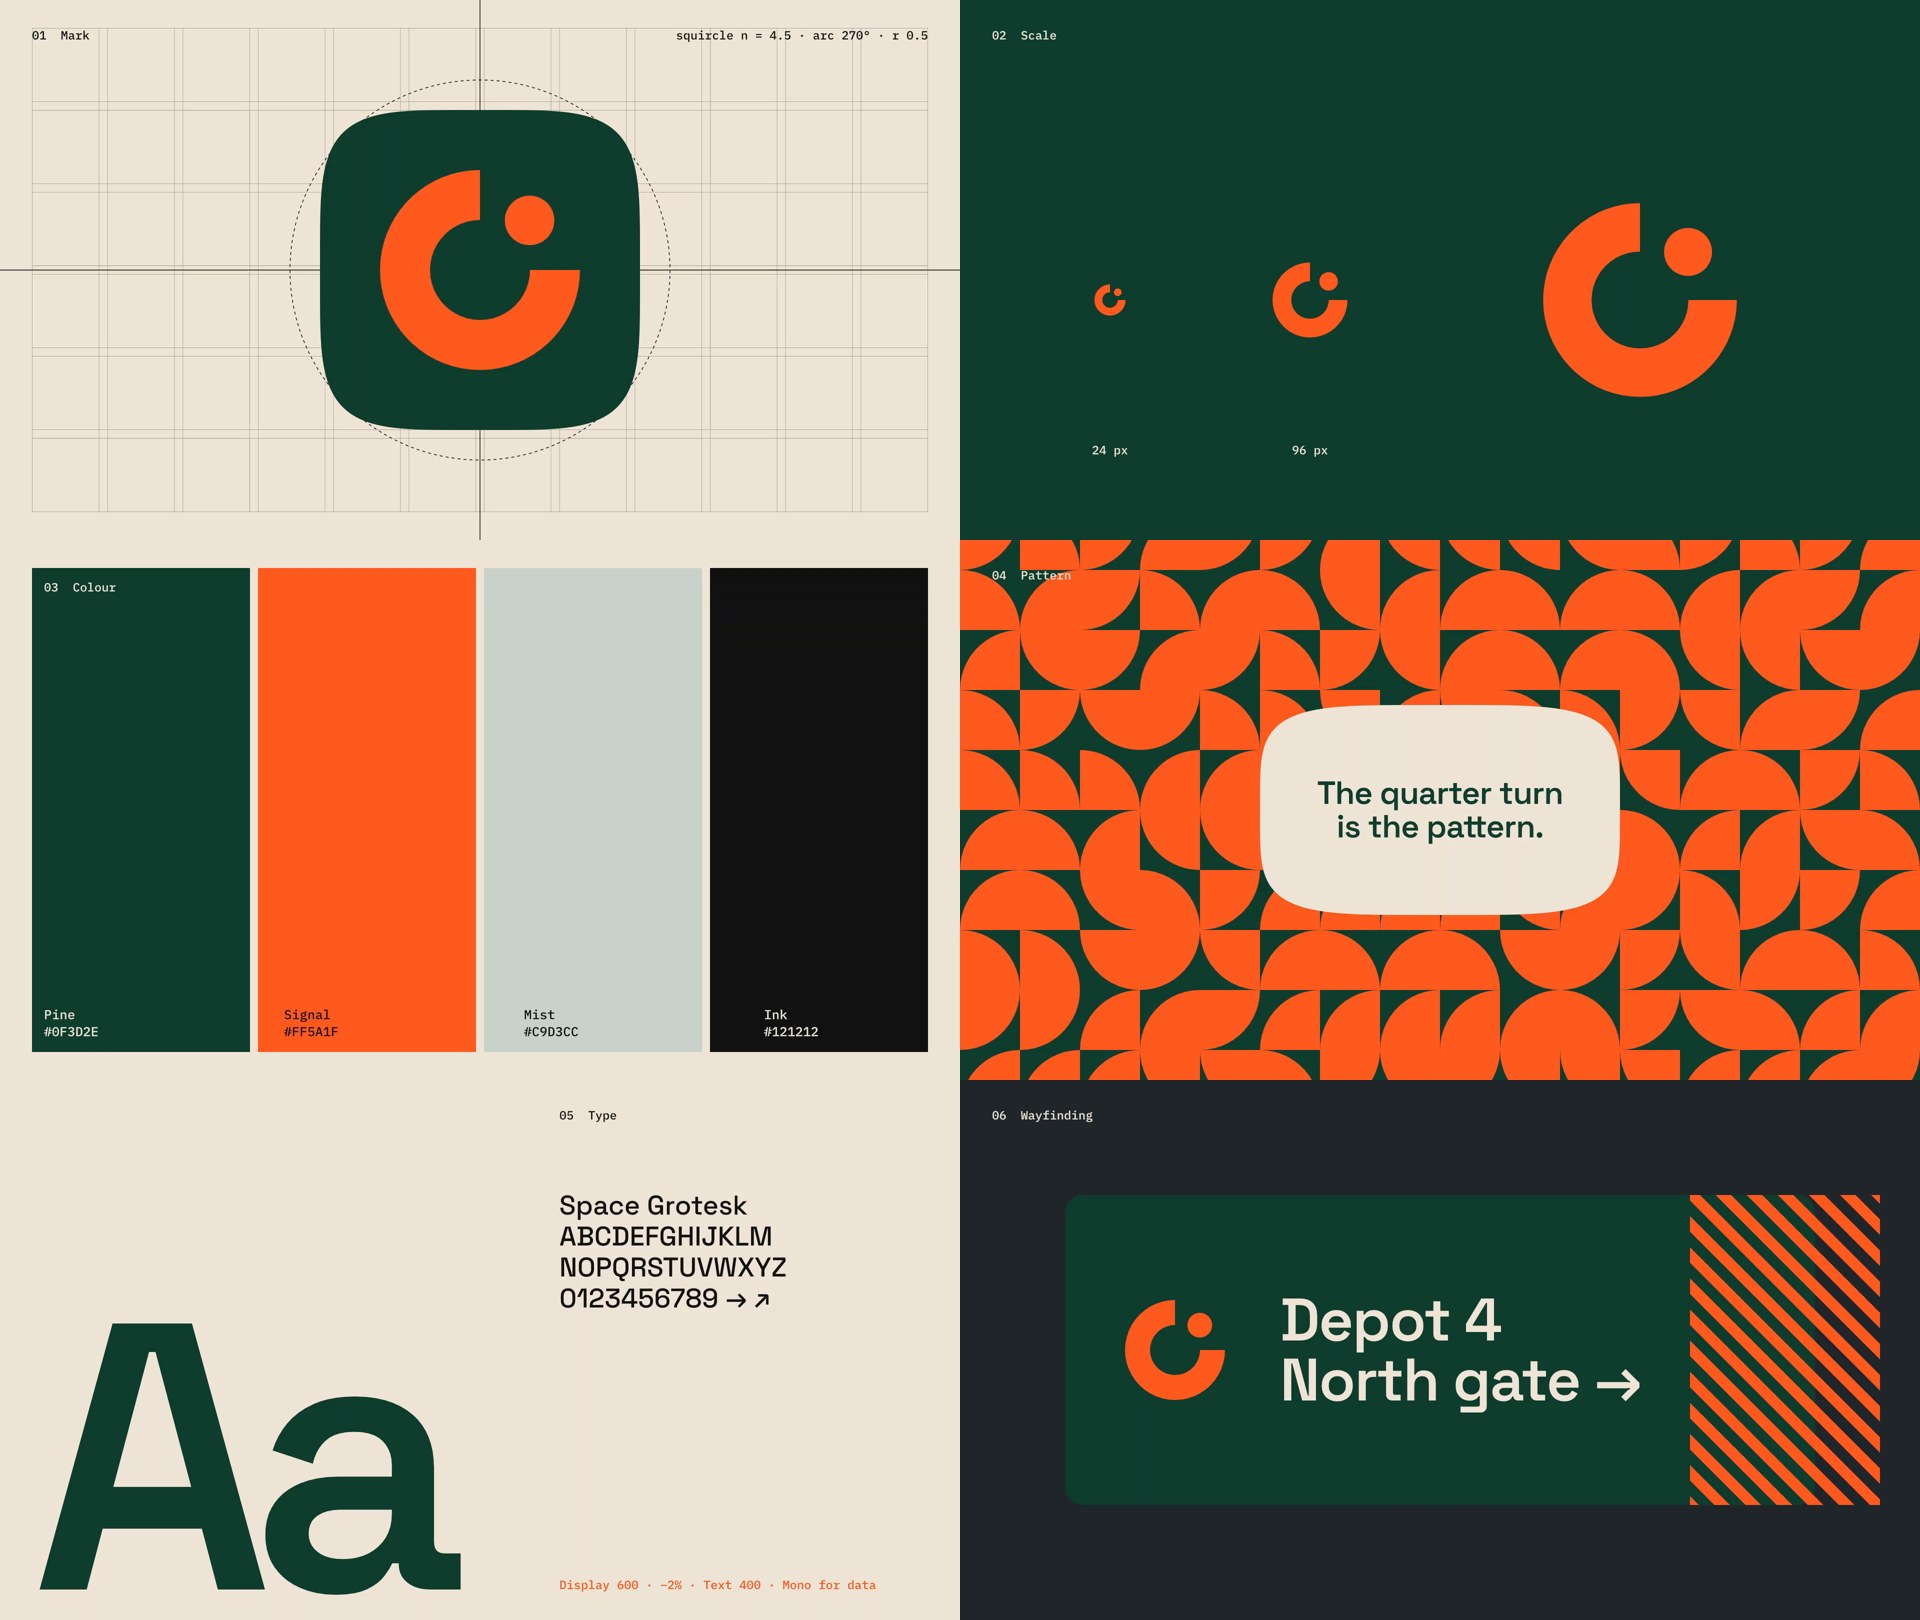 01  Mark
squircle n = 4.5 · arc 270° · r 0.5
02  Scale
24 px
96 px
03  Colour
Pine
#0F3D2E
Signal
#FF5A1F
Mist
#C9D3CC
Ink
#121212
04  Pattern
The quarter turn
is the pattern.
05  Type
Space Grotesk
ABCDEFGHIJKLM
NOPQRSTUVWXYZ
0123456789 → ↗
Aa
Display 600 · −2% · Text 400 · Mono for data
06  Wayfinding
Depot 4
North gate →